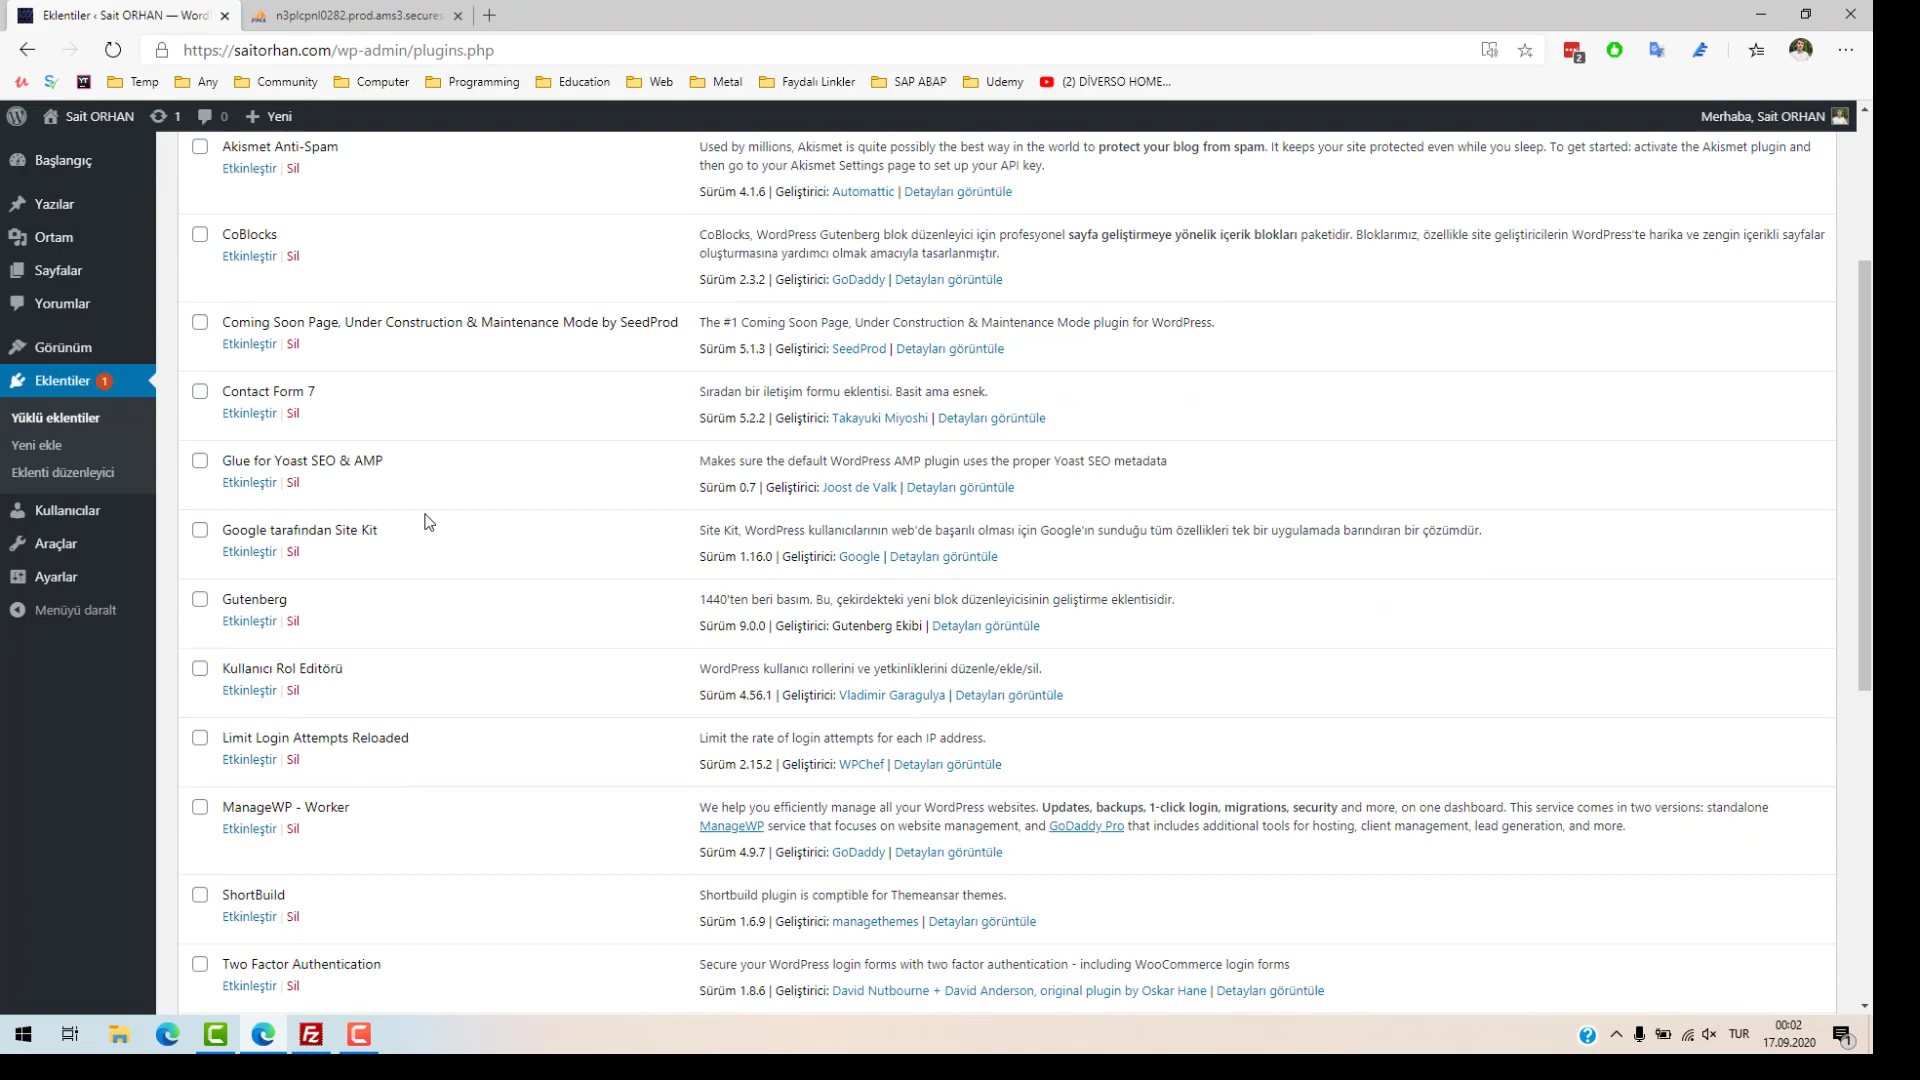 Eklentiler ‹ Sait ORHAN — Word
n3plcpnl0282.prod.ams3.secures
https://saitorhan.com/wp-admin/plugins.php
2
Temp
Any
Community
Computer
Programming
Education
Web
Metal
Faydalı Linkler
SAP ABAP
Udemy
(2) DİVERSO HOME...
Sait ORHAN
1
0
Yeni
Merhaba, Sait ORHAN
Başlangıç
Yazılar
Ortam
Sayfalar
Yorumlar
Görünüm
Eklentiler 1
Yüklü eklentiler
Yeni ekle
Eklenti düzenleyici
Kullanıcılar
Araçlar
Ayarlar
Menüyü daralt
Akismet Anti-Spam
Etkinleştir | Sil
Used by millions, Akismet is quite possibly the best way in the world to protect your blog from spam. It keeps your site protected even while you sleep. To get started: activate the Akismet plugin and
then go to your Akismet Settings page to set up your API key.
Sürüm 4.1.6 | Geliştirici: Automattic | Detayları görüntüle
CoBlocks
Etkinleştir | Sil
CoBlocks, WordPress Gutenberg blok düzenleyici için profesyonel sayfa geliştirmeye yönelik içerik blokları paketidir. Bloklarımız, özellikle site geliştiricilerin WordPress'te harika ve zengin içerikli sayfalar
oluşturmasına yardımcı olmak amacıyla tasarlanmıştır.
Sürüm 2.3.2 | Geliştirici: GoDaddy | Detayları görüntüle
Coming Soon Page, Under Construction & Maintenance Mode by SeedProd
Etkinleştir | Sil
The #1 Coming Soon Page, Under Construction & Maintenance Mode plugin for WordPress.
Sürüm 5.1.3 | Geliştirici: SeedProd | Detayları görüntüle
Contact Form 7
Etkinleştir | Sil
Sıradan bir iletişim formu eklentisi. Basit ama esnek.
Sürüm 5.2.2 | Geliştirici: Takayuki Miyoshi | Detayları görüntüle
Glue for Yoast SEO & AMP
Etkinleştir | Sil
Makes sure the default WordPress AMP plugin uses the proper Yoast SEO metadata
Sürüm 0.7 | Geliştirici: Joost de Valk | Detayları görüntüle
Google tarafından Site Kit
Etkinleştir | Sil
Site Kit, WordPress kullanıcılarının web'de başarılı olması için Google'ın sunduğu tüm özellikleri tek bir uygulamada barındıran bir çözümdür.
Sürüm 1.16.0 | Geliştirici: Google | Detayları görüntüle
Gutenberg
Etkinleştir | Sil
1440'ten beri basım. Bu, çekirdekteki yeni blok düzenleyicisinin geliştirme eklentisidir.
Sürüm 9.0.0 | Geliştirici: Gutenberg Ekibi | Detayları görüntüle
Kullanıcı Rol Editörü
Etkinleştir | Sil
WordPress kullanıcı rollerini ve yetkinliklerini düzenle/ekle/sil.
Sürüm 4.56.1 | Geliştirici: Vladimir Garagulya | Detayları görüntüle
Limit Login Attempts Reloaded
Etkinleştir | Sil
Limit the rate of login attempts for each IP address.
Sürüm 2.15.2 | Geliştirici: WPChef | Detayları görüntüle
ManageWP - Worker
Etkinleştir | Sil
We help you efficiently manage all your WordPress websites. Updates, backups, 1-click login, migrations, security and more, on one dashboard. This service comes in two versions: standalone
ManageWP service that focuses on website management, and GoDaddy Pro that includes additional tools for hosting, client management, lead generation, and more.
Sürüm 4.9.7 | Geliştirici: GoDaddy | Detayları görüntüle
ShortBuild
Etkinleştir | Sil
Shortbuild plugin is comptible for Themeansar themes.
Sürüm 1.6.9 | Geliştirici: managethemes | Detayları görüntüle
Two Factor Authentication
Etkinleştir | Sil
Secure your WordPress login forms with two factor authentication - including WooCommerce login forms
Sürüm 1.8.6 | Geliştirici: David Nutbourne + David Anderson, original plugin by Oskar Hane | Detayları görüntüle
TUR
00:02
17.09.2020
1